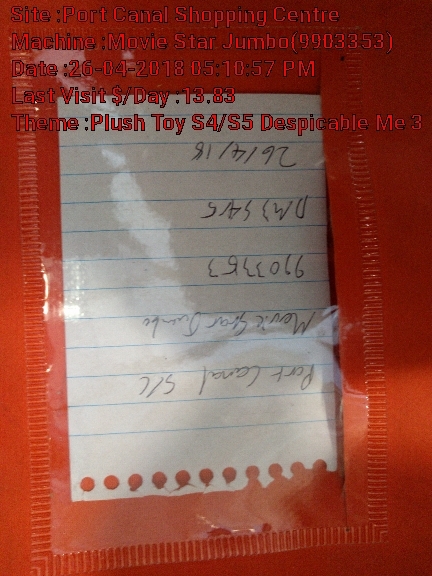 Site :Port Canal Shopping Centre
Machine :Movie Star Jumbo(9903353)
Date :26-04-2018 05:10:57 PM
Last Visit $/Day :13.83
Theme :Plush Toy S4/S5 Despicable Me 3
Port Canal S/C
Movie Star Jumbo
9903353
DM3 S4/5
26/4/18